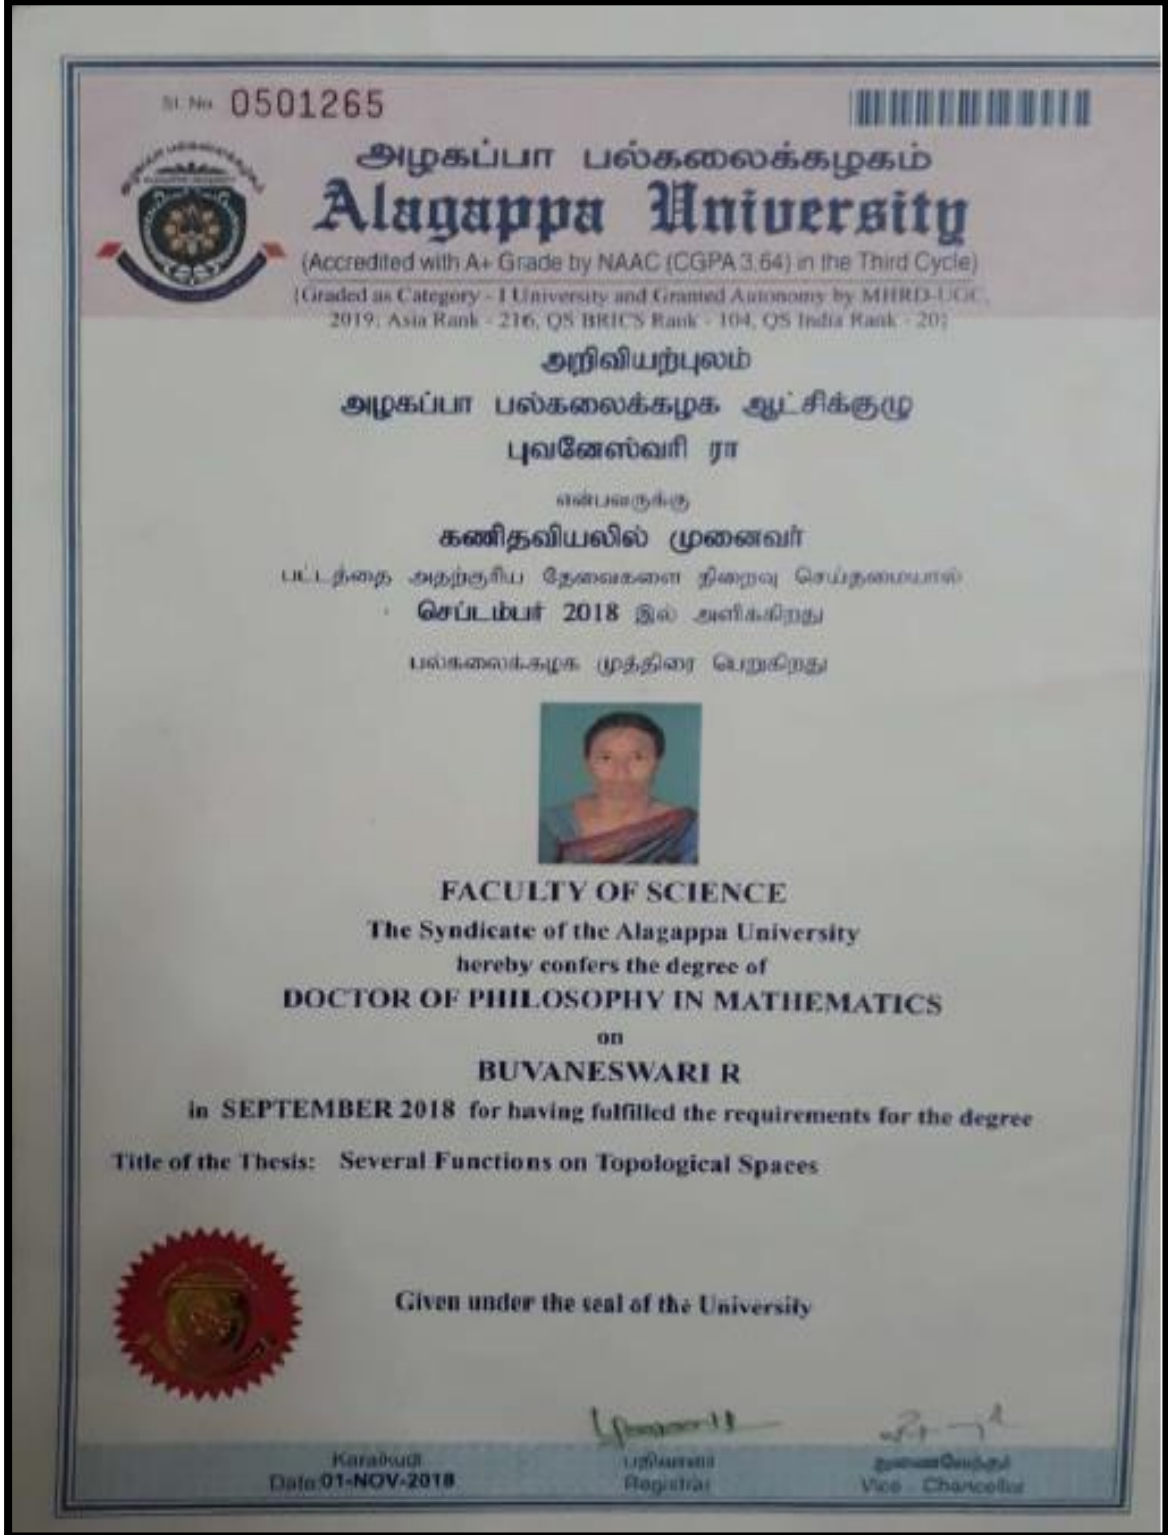 Sl. No 0501265
அழகப்பா பல்கலைக்கழகம்
Alagappa University
(Accredited with A+ Grade by NAAC (CGPA 3.64) in the Third Cycle)
[Graded as Category - I University and Granted Autonomy by MHRD-UGC,
2019: Asia Rank - 216, QS BRICS Rank - 104, QS India Rank - 20]
அறிவியற்புலம்
அழகப்பா பல்கலைக்கழக ஆட்சிக்குழு
புவனேஸ்வரி ரா
என்பவருக்கு
கணிதவியலில் முனைவர்
பட்டத்தை அதற்குரிய தேவைகளை நிறைவு செய்தமையால்
செப்டம்பர் 2018 இல் அளிக்கிறது
பல்கலைக்கழக முத்திரை பெறுகிறது
FACULTY OF SCIENCE
The Syndicate of the Alagappa University
hereby confers the degree of
DOCTOR OF PHILOSOPHY IN MATHEMATICS
on
BUVANESWARI R
in SEPTEMBER 2018 for having fulfilled the requirements for the degree
Title of the Thesis: Several Functions on Topological Spaces
Given under the seal of the University
Karaikudi
Date:01-NOV-2018
பதிவாளர்
Registrar
துணைவேந்தர்
Vice - Chancellor